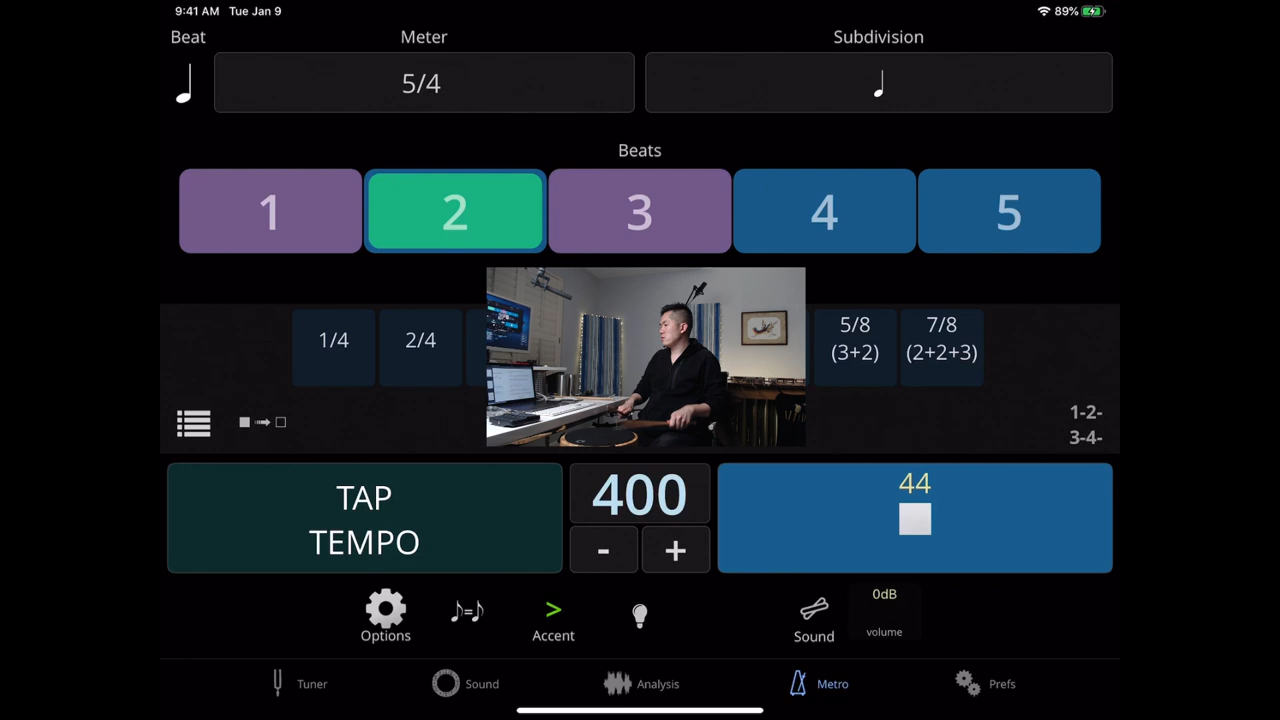 9:41 AM Tue Jan 9
89%
Beat Meter Subdivision
5/4
Beats
1 2 3 4 5
1/4 2/4 5/8 7/8
(3+2) (2+2+3)
1-2-
3-4-
TAP
TEMPO
400
- +
44
Options
♪=♪
>
Accent
Sound
0dB
volume
Tuner Sound Analysis Metro Prefs